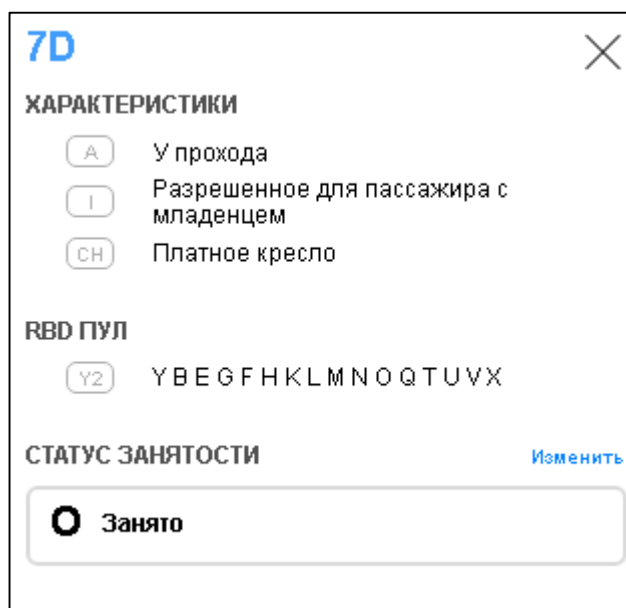 7D
ХАРАКТЕРИСТИКИ
A У прохода
I Разрешенное для пассажира с
младенцем
CH Платное кресло
RBD ПУЛ
Y2 Y B E G F H K L M N O Q T U V X
СТАТУС ЗАНЯТОСТИ Изменить
O Занято